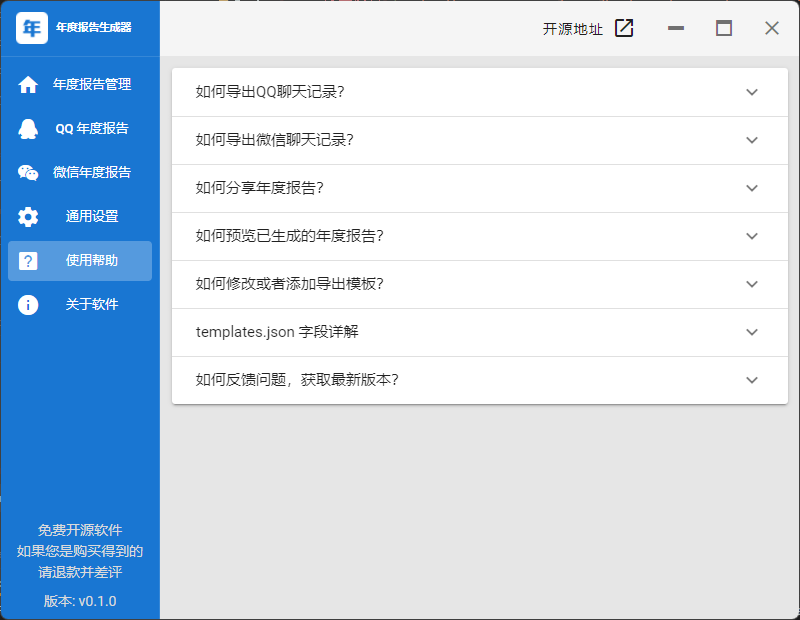 年 年度报告生成器
开源地址
年度报告管理
QQ 年度报告
微信年度报告
通用设置
? 使用帮助
关于软件
如何导出QQ聊天记录?
如何导出微信聊天记录?
如何分享年度报告?
如何预览已生成的年度报告?
如何修改或者添加导出模板?
templates.json 字段详解
如何反馈问题，获取最新版本?
免费开源软件
如果您是购买得到的
请退款并差评
版本: v0.1.0